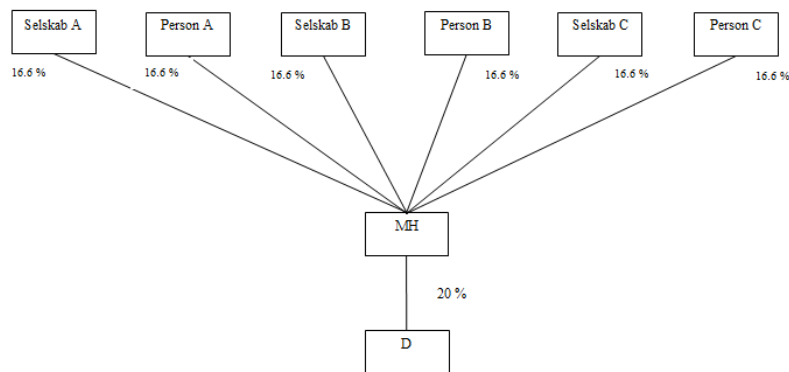 Selskab A
Person A
Selskab B
Person B
Selskab C
Person C
16.6 %
16.6 %
16.6 %
16.6 %
16.6 %
16.6 %
MH
20 %
D